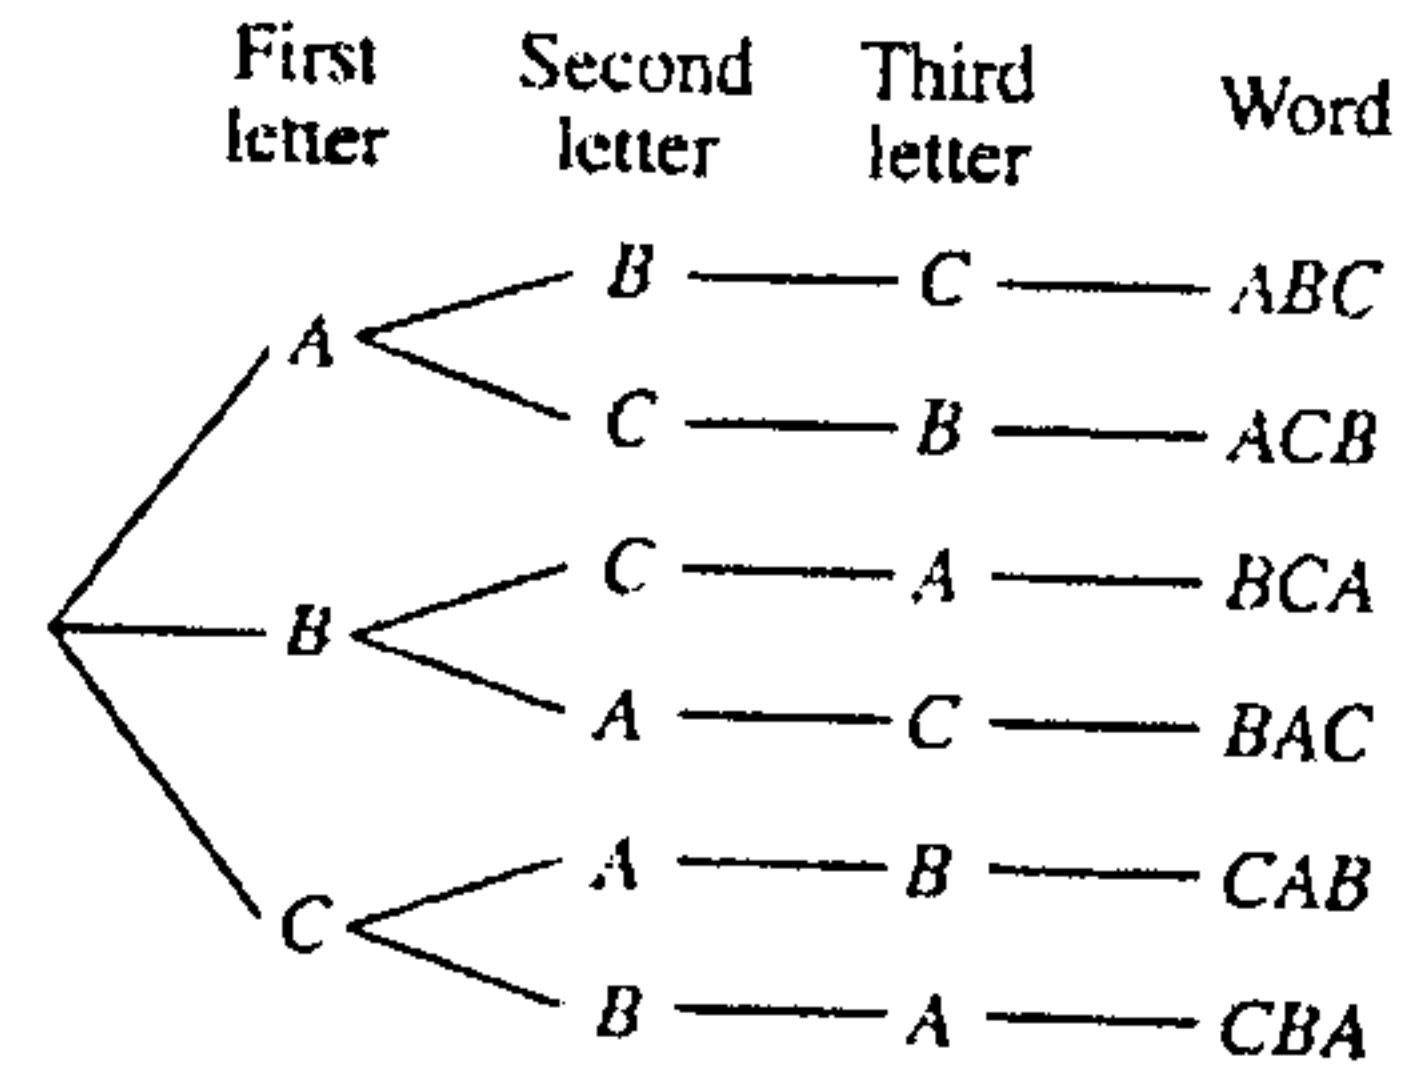 First letter
Second letter
Third letter
Word
B C ABC
A
C B ACB
C A BCA
B
A C BAC
A B CAB
C
B A CBA